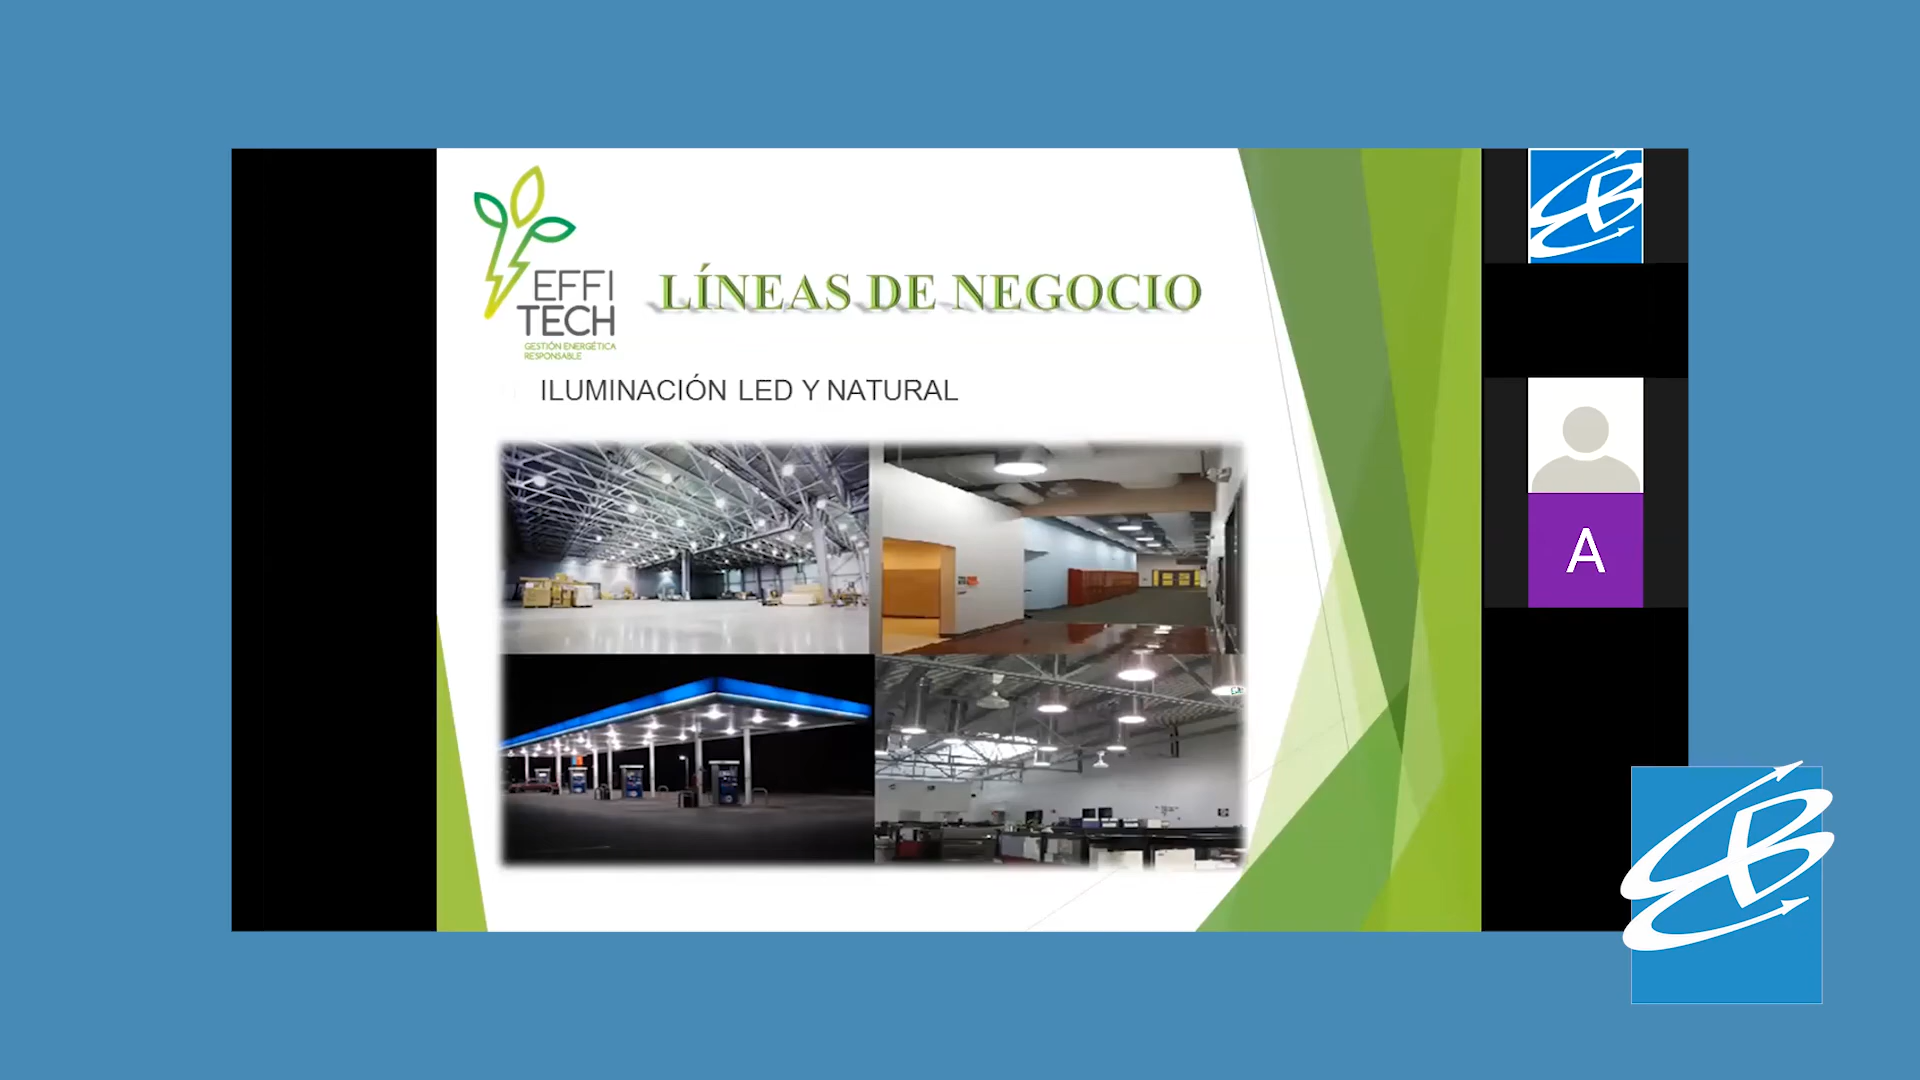 EFFI
TECH
GESTIÓN ENERGÉTICA
RESPONSABLE
LÍNEAS DE NEGOCIO
ILUMINACIÓN LED Y NATURAL
A